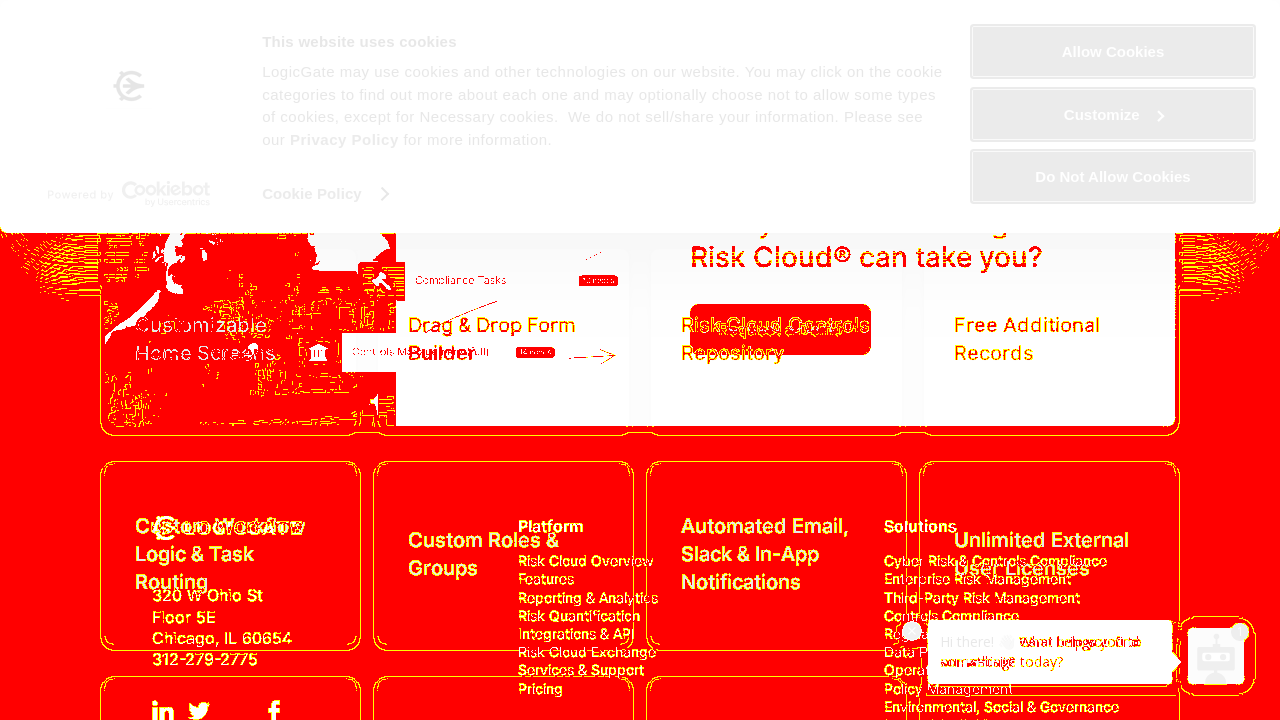 This website uses cookies
LogicGate may use cookies and other technologies on our website. You may click on the cookie
categories to find out more about each one and may optionally choose not to allow some types
of cookies, except for Necessary cookies.  We do not sell/share your information. Please see
our Privacy Policy for more information.
Cookie Policy
Powered by Cookiebot
by Usercentrics
Allow Cookies
Customize
Do Not Allow Cookies
Risk Cloud® can take you?
Compliance Tasks
Customizable
Home Screens
Drag & Drop Form
Builder
Risk Cloud Controls
Repository
Free Additional
Records
Custom Workflow
Logic & Task
Routing
Custom Roles &
Groups
Automated Email,
Slack & In-App
Notifications
Unlimited External
User Licenses
320 W Ohio St
Floor 5E
Chicago, IL 60654
312-279-2775
Platform
Risk Cloud Overview
Features
Reporting & Analytics
Risk Quantification
Integrations & API
Risk Cloud Exchange
Services & Support
Pricing
Solutions
Cyber Risk & Controls Compliance
Enterprise Risk Management
Third-Party Risk Management
Controls Compliance
Policy Management
Environmental, Social & Governance
Hi there!
today?